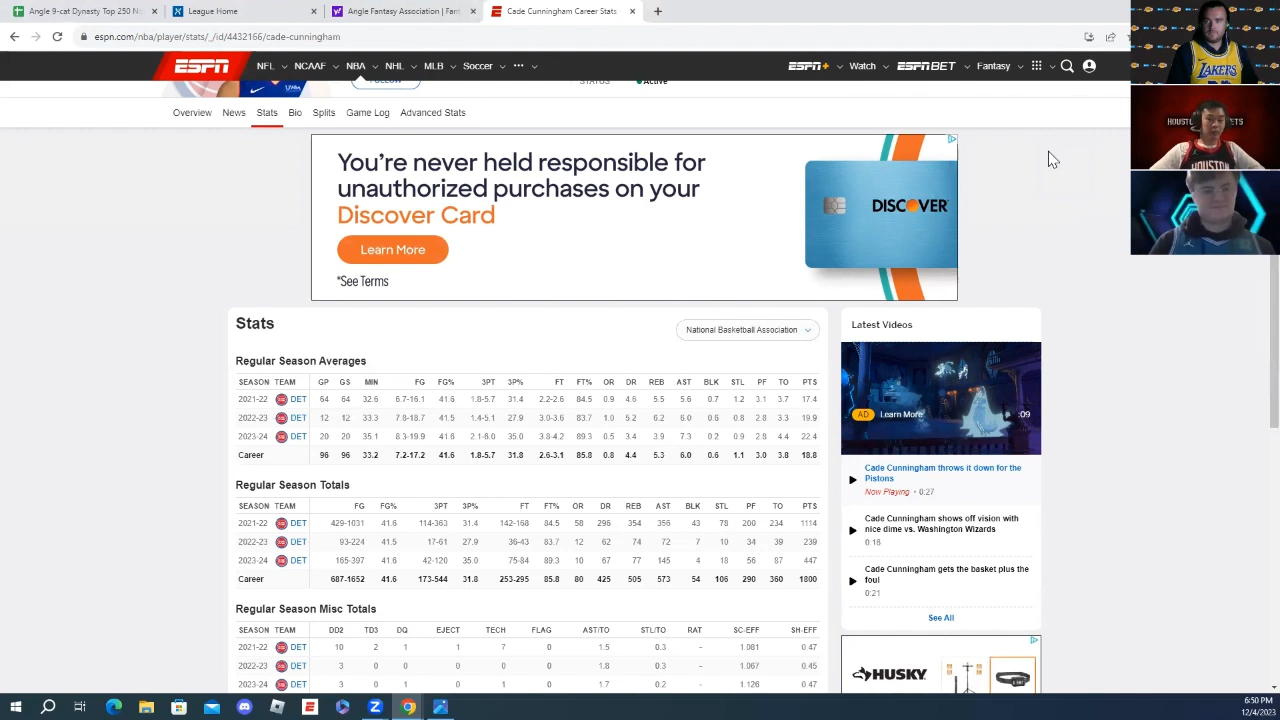 Angle 9-cat Dynasty Top 250 N
League Home
Angle Fantasy Association | Fant
Cade Cunningham Career Stats
espn.com/nba/player/stats/_/id/4432166/cade-cunningham
ESPN NFL NCAAF NBA NHL MLB Soccer ESPN+ Watch ESPN BET Fantasy
FOLLOW
STATUS Active
Overview News Stats Bio Splits Game Log Advanced Stats
You're never held responsible for
unauthorized purchases on your
Discover Card
Learn More
*See Terms
DISCOVER
LAKERS
HOUSTON
Stats
National Basketball Association
Regular Season Averages
SEASON TEAM GP GS MIN FG FG% 3PT 3P% FT FT% OR DR REB AST BLK STL PF TO PTS
2021-22 DET 64 64 32.6 6.7-16.1 41.6 1.8-5.7 31.4 2.2-2.6 84.5 0.9 4.6 5.5 5.6 0.7 1.2 3.1 3.7 17.4
2022-23 DET 12 12 33.3 7.8-18.7 41.5 1.4-5.1 27.9 3.0-3.6 83.7 1.0 5.2 6.2 6.0 0.6 0.8 2.8 3.3 19.9
2023-24 DET 20 20 35.1 8.3-19.9 41.6 2.1-6.0 35.0 3.8-4.2 89.3 0.5 3.4 3.9 7.3 0.2 0.9 2.8 4.4 22.4
Career 96 96 33.2 7.2-17.2 41.6 1.8-5.7 31.8 2.6-3.1 85.8 0.8 4.4 5.3 6.0 0.6 1.1 3.0 3.8 18.8
Regular Season Totals
SEASON TEAM FG FG% 3PT 3P% FT FT% OR DR REB AST BLK STL PF TO PTS
2021-22 DET 429-1031 41.6 114-363 31.4 142-168 84.5 58 296 354 356 43 78 200 234 1114
2022-23 DET 93-224 41.5 17-61 27.9 36-43 83.7 12 62 74 72 7 10 34 39 239
2023-24 DET 165-397 41.6 42-120 35.0 75-84 89.3 10 67 77 145 4 18 56 87 447
Career 687-1652 41.6 173-544 31.8 253-295 85.8 80 425 505 573 54 106 290 360 1800
Regular Season Misc Totals
SEASON TEAM DD2 TD3 DQ EJECT TECH FLAG AST/TO STL/TO RAT SC-EFF SH-EFF
2021-22 DET 10 2 1 1 7 0 1.5 0.3 - 1.081 0.47
2022-23 DET 3 0 0 0 0 0 1.8 0.3 - 1.067 0.45
2023-24 DET 3 0 0 0 1 0 1.7 0.2 - 1.126 0.47
Latest Videos
AD Learn More :09
Cade Cunningham throws it down for the
Pistons
Now Playing • 0:27
Cade Cunningham shows off vision with
nice dime vs. Washington Wizards
0:18
Cade Cunningham gets the basket plus the
foul
0:21
See All
HUSKY
6:50 PM
12/4/2023